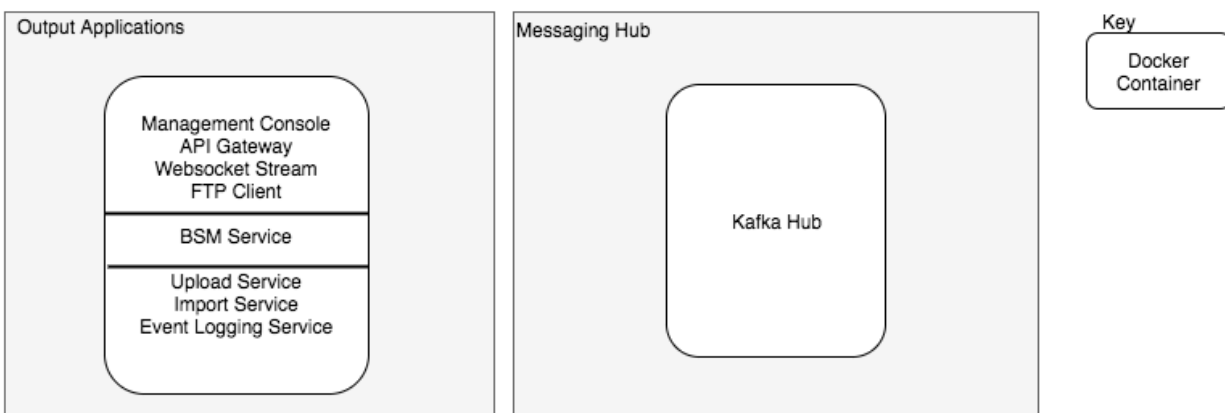 Output Applications
Management Console
API Gateway
Websocket Stream
FTP Client
BSM Service
Upload Service
Import Service
Event Logging Service
Messaging Hub
Kafka Hub
Key
Docker
Container